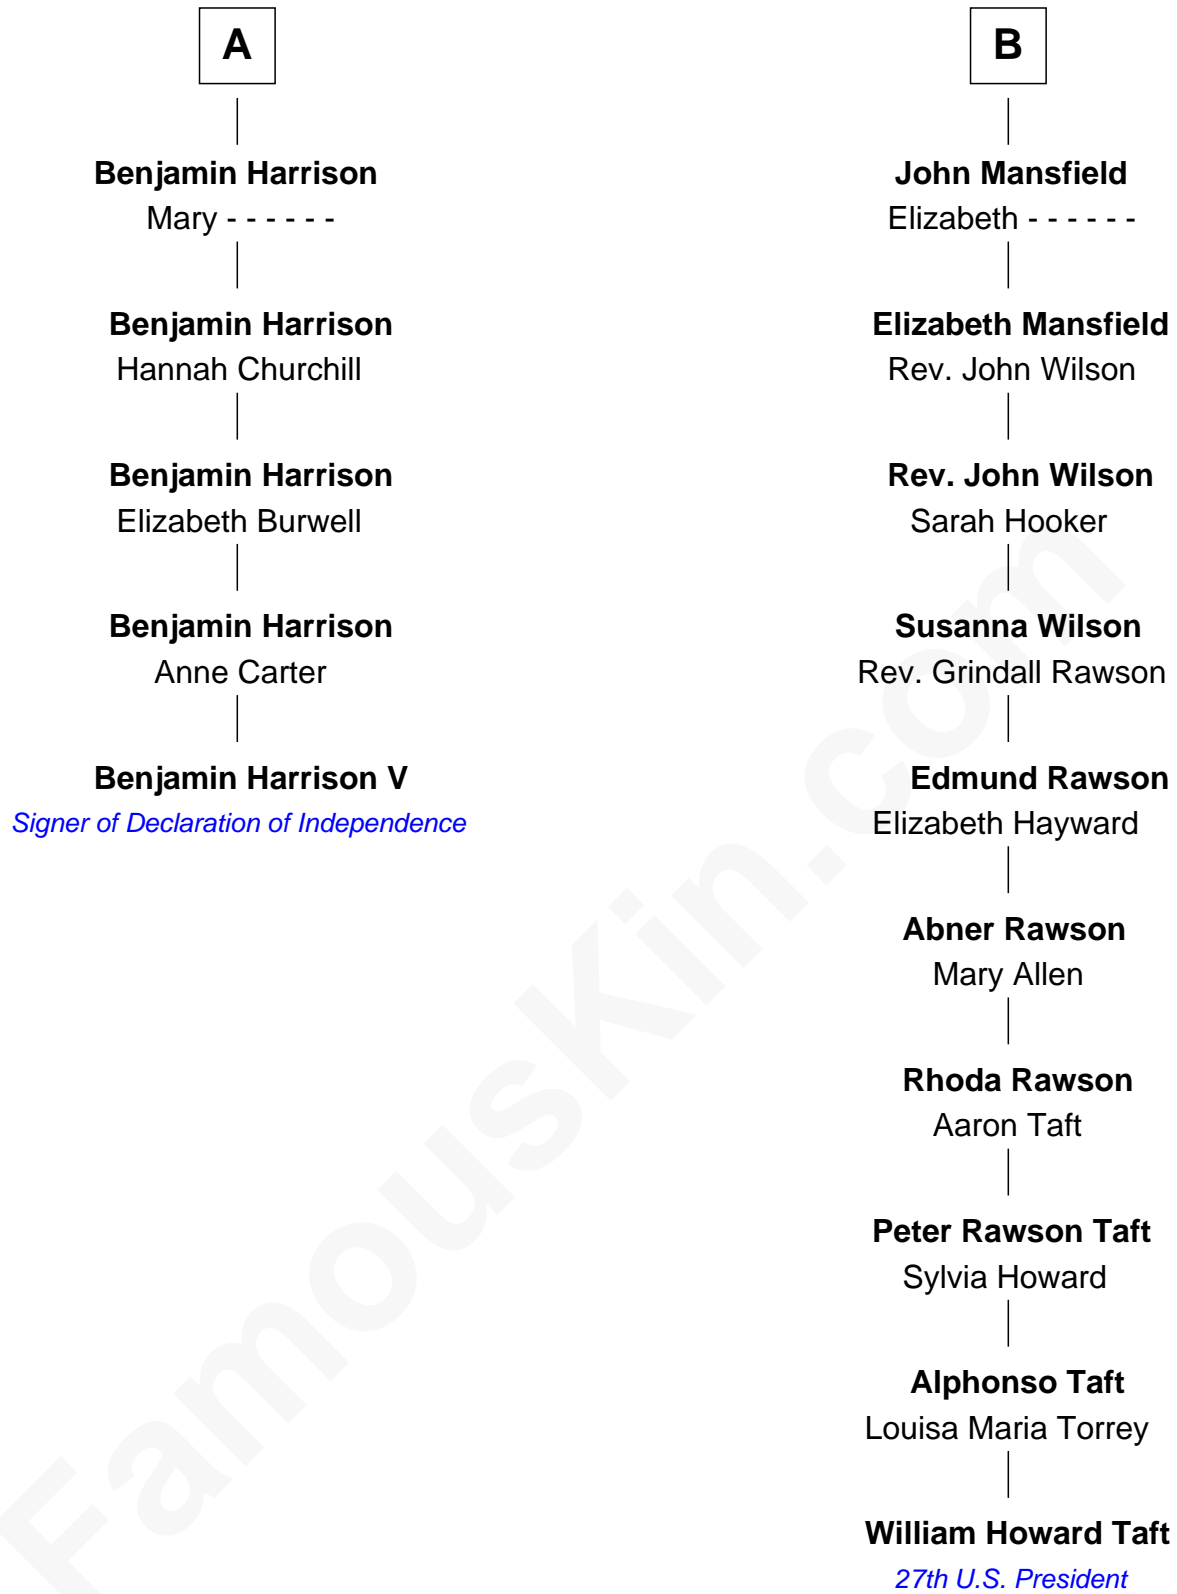 A
Benjamin Harrison
Mary - - - - - -
Benjamin Harrison
Hannah Churchill
Benjamin Harrison
Elizabeth Burwell
Benjamin Harrison
Anne Carter
Benjamin Harrison V
Signer of Declaration of Independence
B
John Mansfield
Elizabeth - - - - - -
Elizabeth Mansfield
Rev. John Wilson
Rev. John Wilson
Sarah Hooker
Susanna Wilson
Rev. Grindall Rawson
Edmund Rawson
Elizabeth Hayward
Abner Rawson
Mary Allen
Rhoda Rawson
Aaron Taft
Peter Rawson Taft
Sylvia Howard
Alphonso Taft
Louisa Maria Torrey
William Howard Taft
27th U.S. President
FamousKin.com